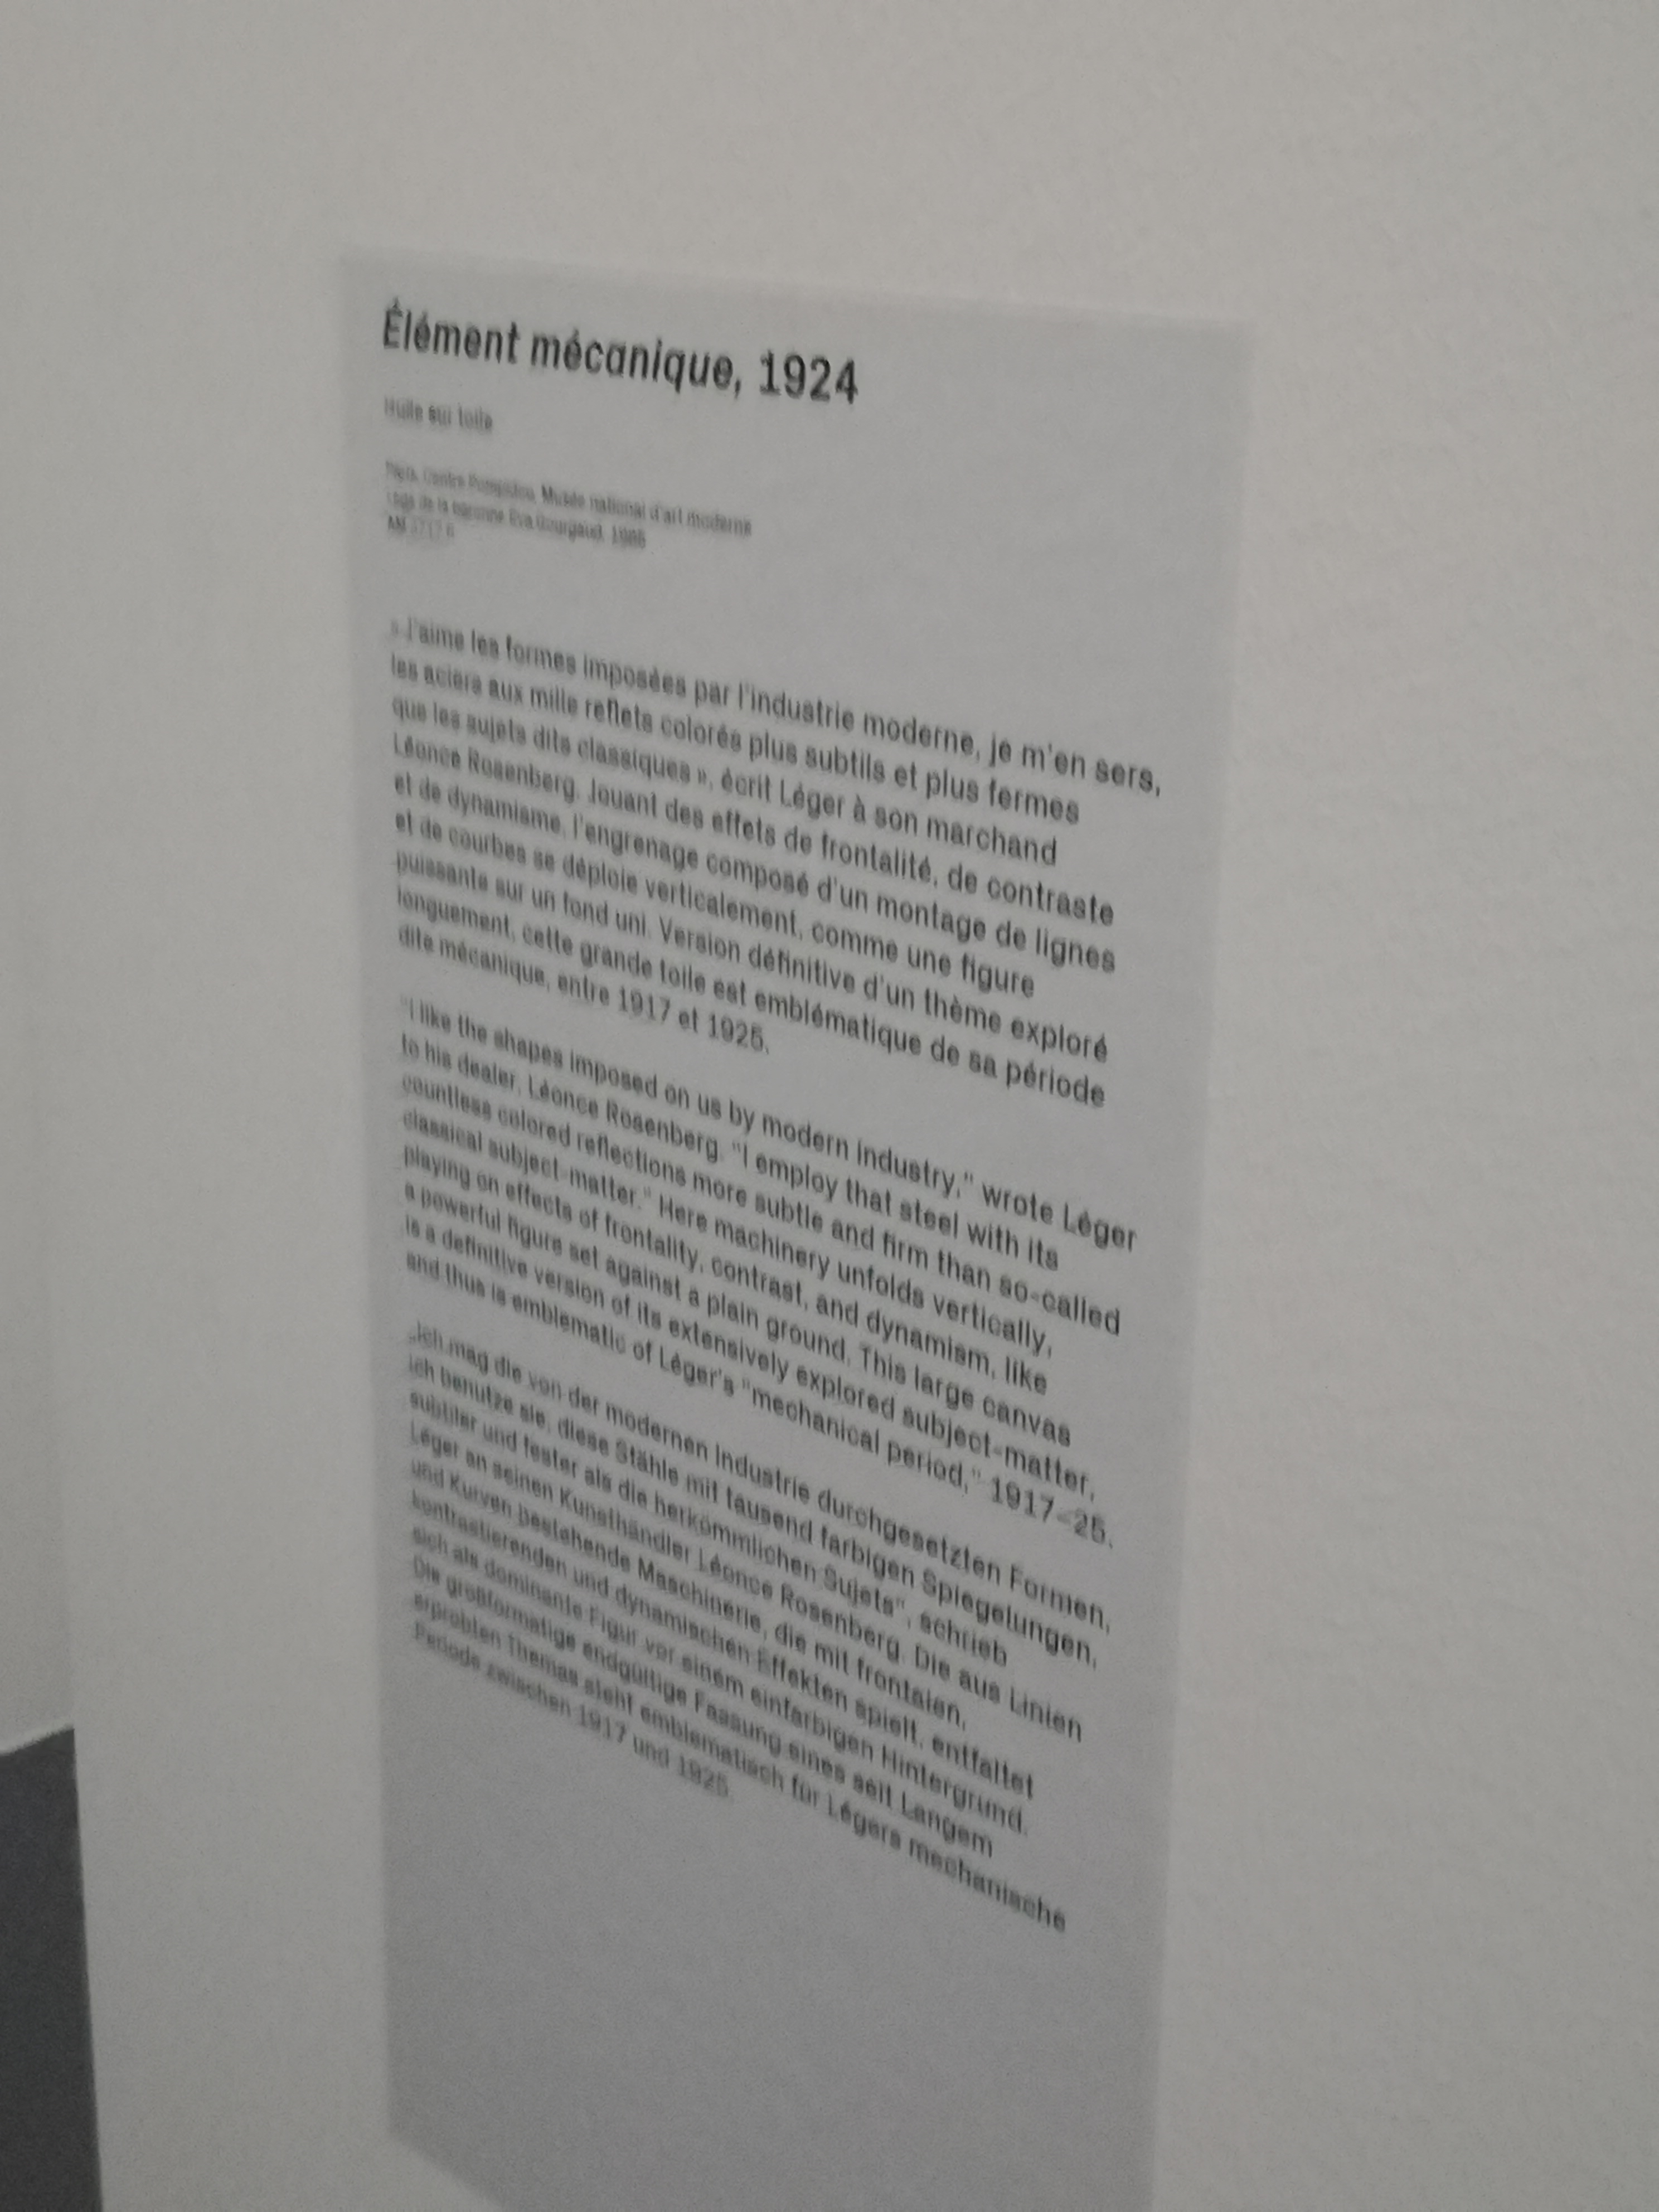 Élément mécanique, 1924
Huile sur toile
Paris, Centre Pompidou, Musée national d'art moderne
Legs de la baronne Eva Gourgaud, 1965
AM
« J'aime les formes imposées par l'industrie moderne, je m'en sers,
les aciers aux mille reflets colorés plus subtils et plus fermes
que les sujets dits classiques », écrit Léger à son marchand
Léonce Rosenberg. Jouant des effets de frontalité, de contraste
et de dynamisme, l'engrenage composé d'un montage de lignes
et de courbes se déploie verticalement, comme une figure
puissante sur un fond uni. Version définitive d'un thème exploré
longuement, cette grande toile est emblématique de sa période
dite mécanique, entre 1917 et 1925.
"I like the shapes imposed on us by modern industry," wrote Léger
to his dealer, Léonce Rosenberg. "I employ that steel with its
countless colored reflections more subtle and firm than so-called
classical subject-matter." Here machinery unfolds vertically,
playing on effects of frontality, contrast, and dynamism, like
a powerful figure set against a plain ground. This large canvas
is a definitive version of its extensively explored subject-matter,
and thus is emblematic of Léger's "mechanical period," 1917–25.
„Ich mag die von der modernen Industrie durchgesetzten Formen,
ich benutze sie, diese Stähle mit tausend farbigen Spiegelungen,
subtiler und fester als die herkömmlichen Sujets", schrieb
Léger an seinen Kunsthändler Léonce Rosenberg. Die aus Linien
und Kurven bestehende Maschinerie, die mit frontalen,
kontrastierenden und dynamischen Effekten spielt, entfaltet
sich als dominante Figur vor einem einfarbigen Hintergrund.
Die großformatige endgültige Fassung eines seit Langem
erprobten Themas steht emblematisch für Légers mechanische
Periode zwischen 1917 und 1925.